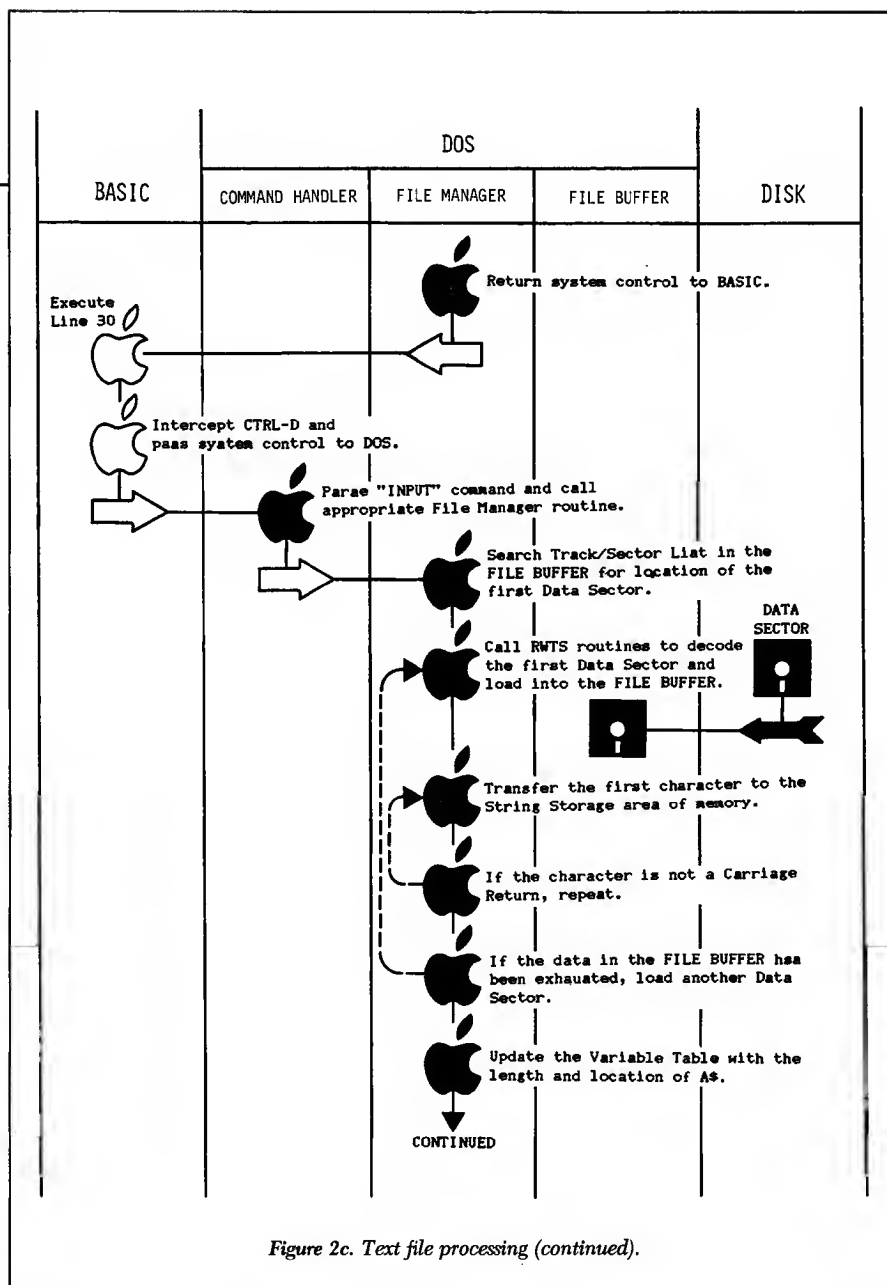 DOS
BASIC
COMMAND HANDLER
FILE MANAGER
FILE BUFFER
DISK
Return system control to BASIC.
Execute
Line 30
Intercept CTRL-D and
pass system control to DOS.
Parse "INPUT" command and call
appropriate File Manager routine.
Search Track/Sector List in the
FILE BUFFER for location of the
first Data Sector.
DATA
SECTOR
Call RWTS routines to decode
the first Data Sector and
load into the FILE BUFFER.
Transfer the first character to the
String Storage area of memory.
If the character is not a Carriage
Return, repeat.
If the data in the FILE BUFFER has
been exhausted, load another Data
Sector.
Update the Variable Table with the
length and location of A$.
CONTINUED
Figure 2c. Text file processing (continued).